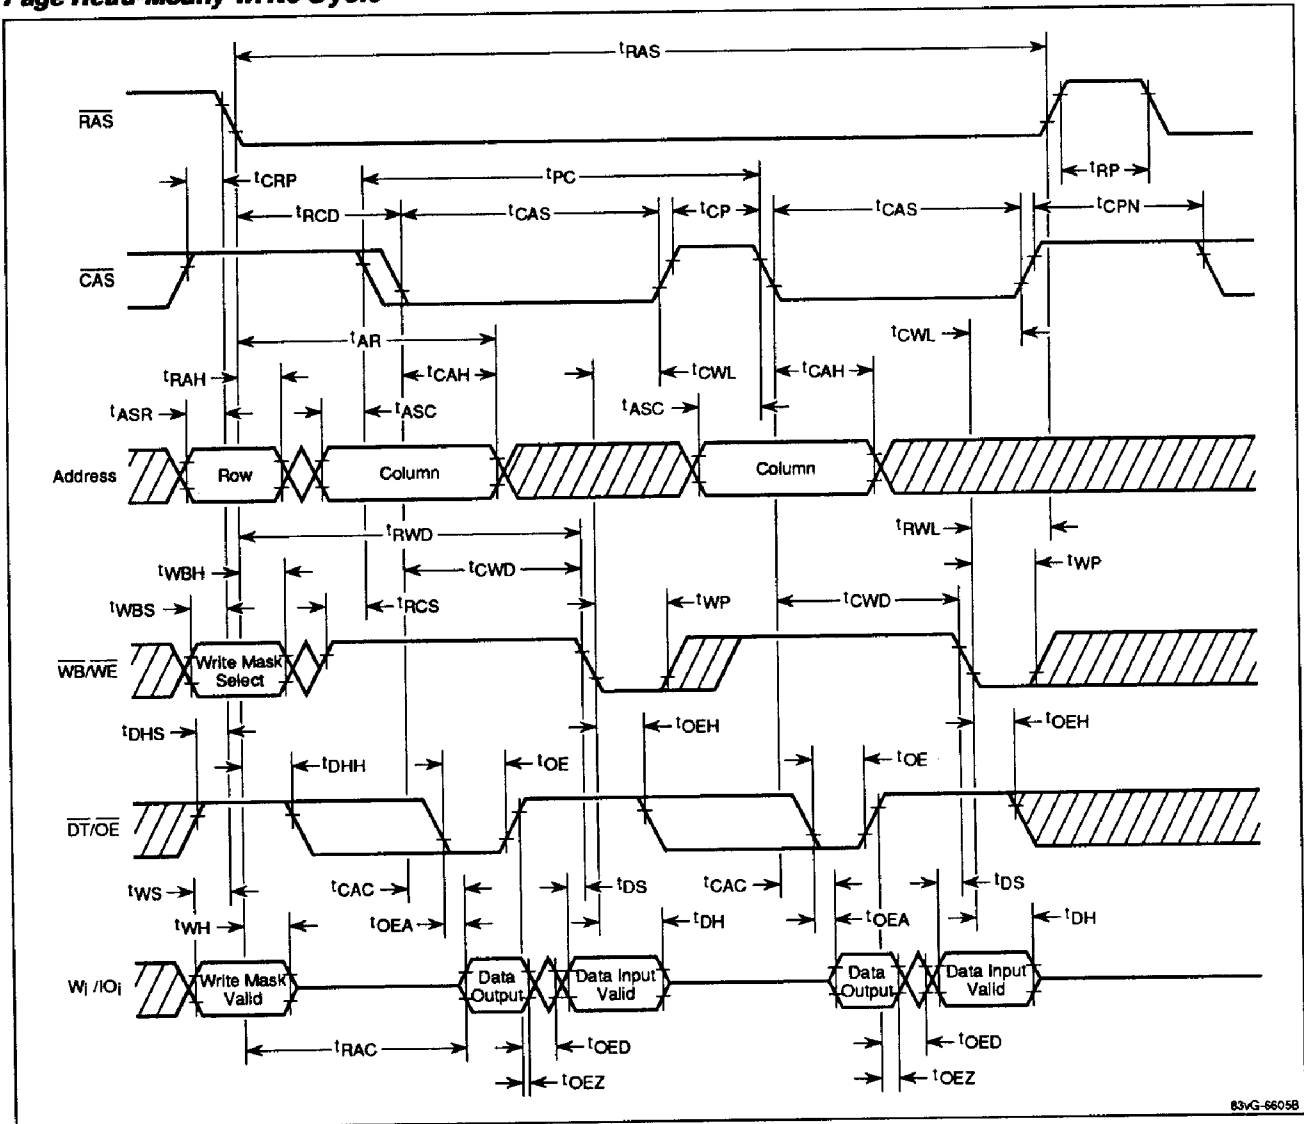 Page Read-Modify-Write Cycle
tRAS
RAS
tCRP
tPC
tRP
tRCD
tCAS
tCP
tCAS
tCPN
CAS
tAR
tCWL
tRAH
tCAH
tCWL
tCAH
tASR
tASC
tASC
Address
Row
Column
Column
tRWD
tRWL
tWBH
tCWD
tWP
tWBS
tRCS
tWP
tCWD
WB/WE
Write Mask
Select
tDHS
tOEH
tOEH
tDHH
tOE
tOE
DT/OE
tWS
tCAC
tDS
tCAC
tDS
tWH
tOEA
tDH
tOEA
tDH
Wi /IOi
Write Mask
Valid
Data
Output
Data Input
Valid
Data
Output
Data Input
Valid
tRAC
tOED
tOED
tOEZ
tOEZ
83vG-6605B